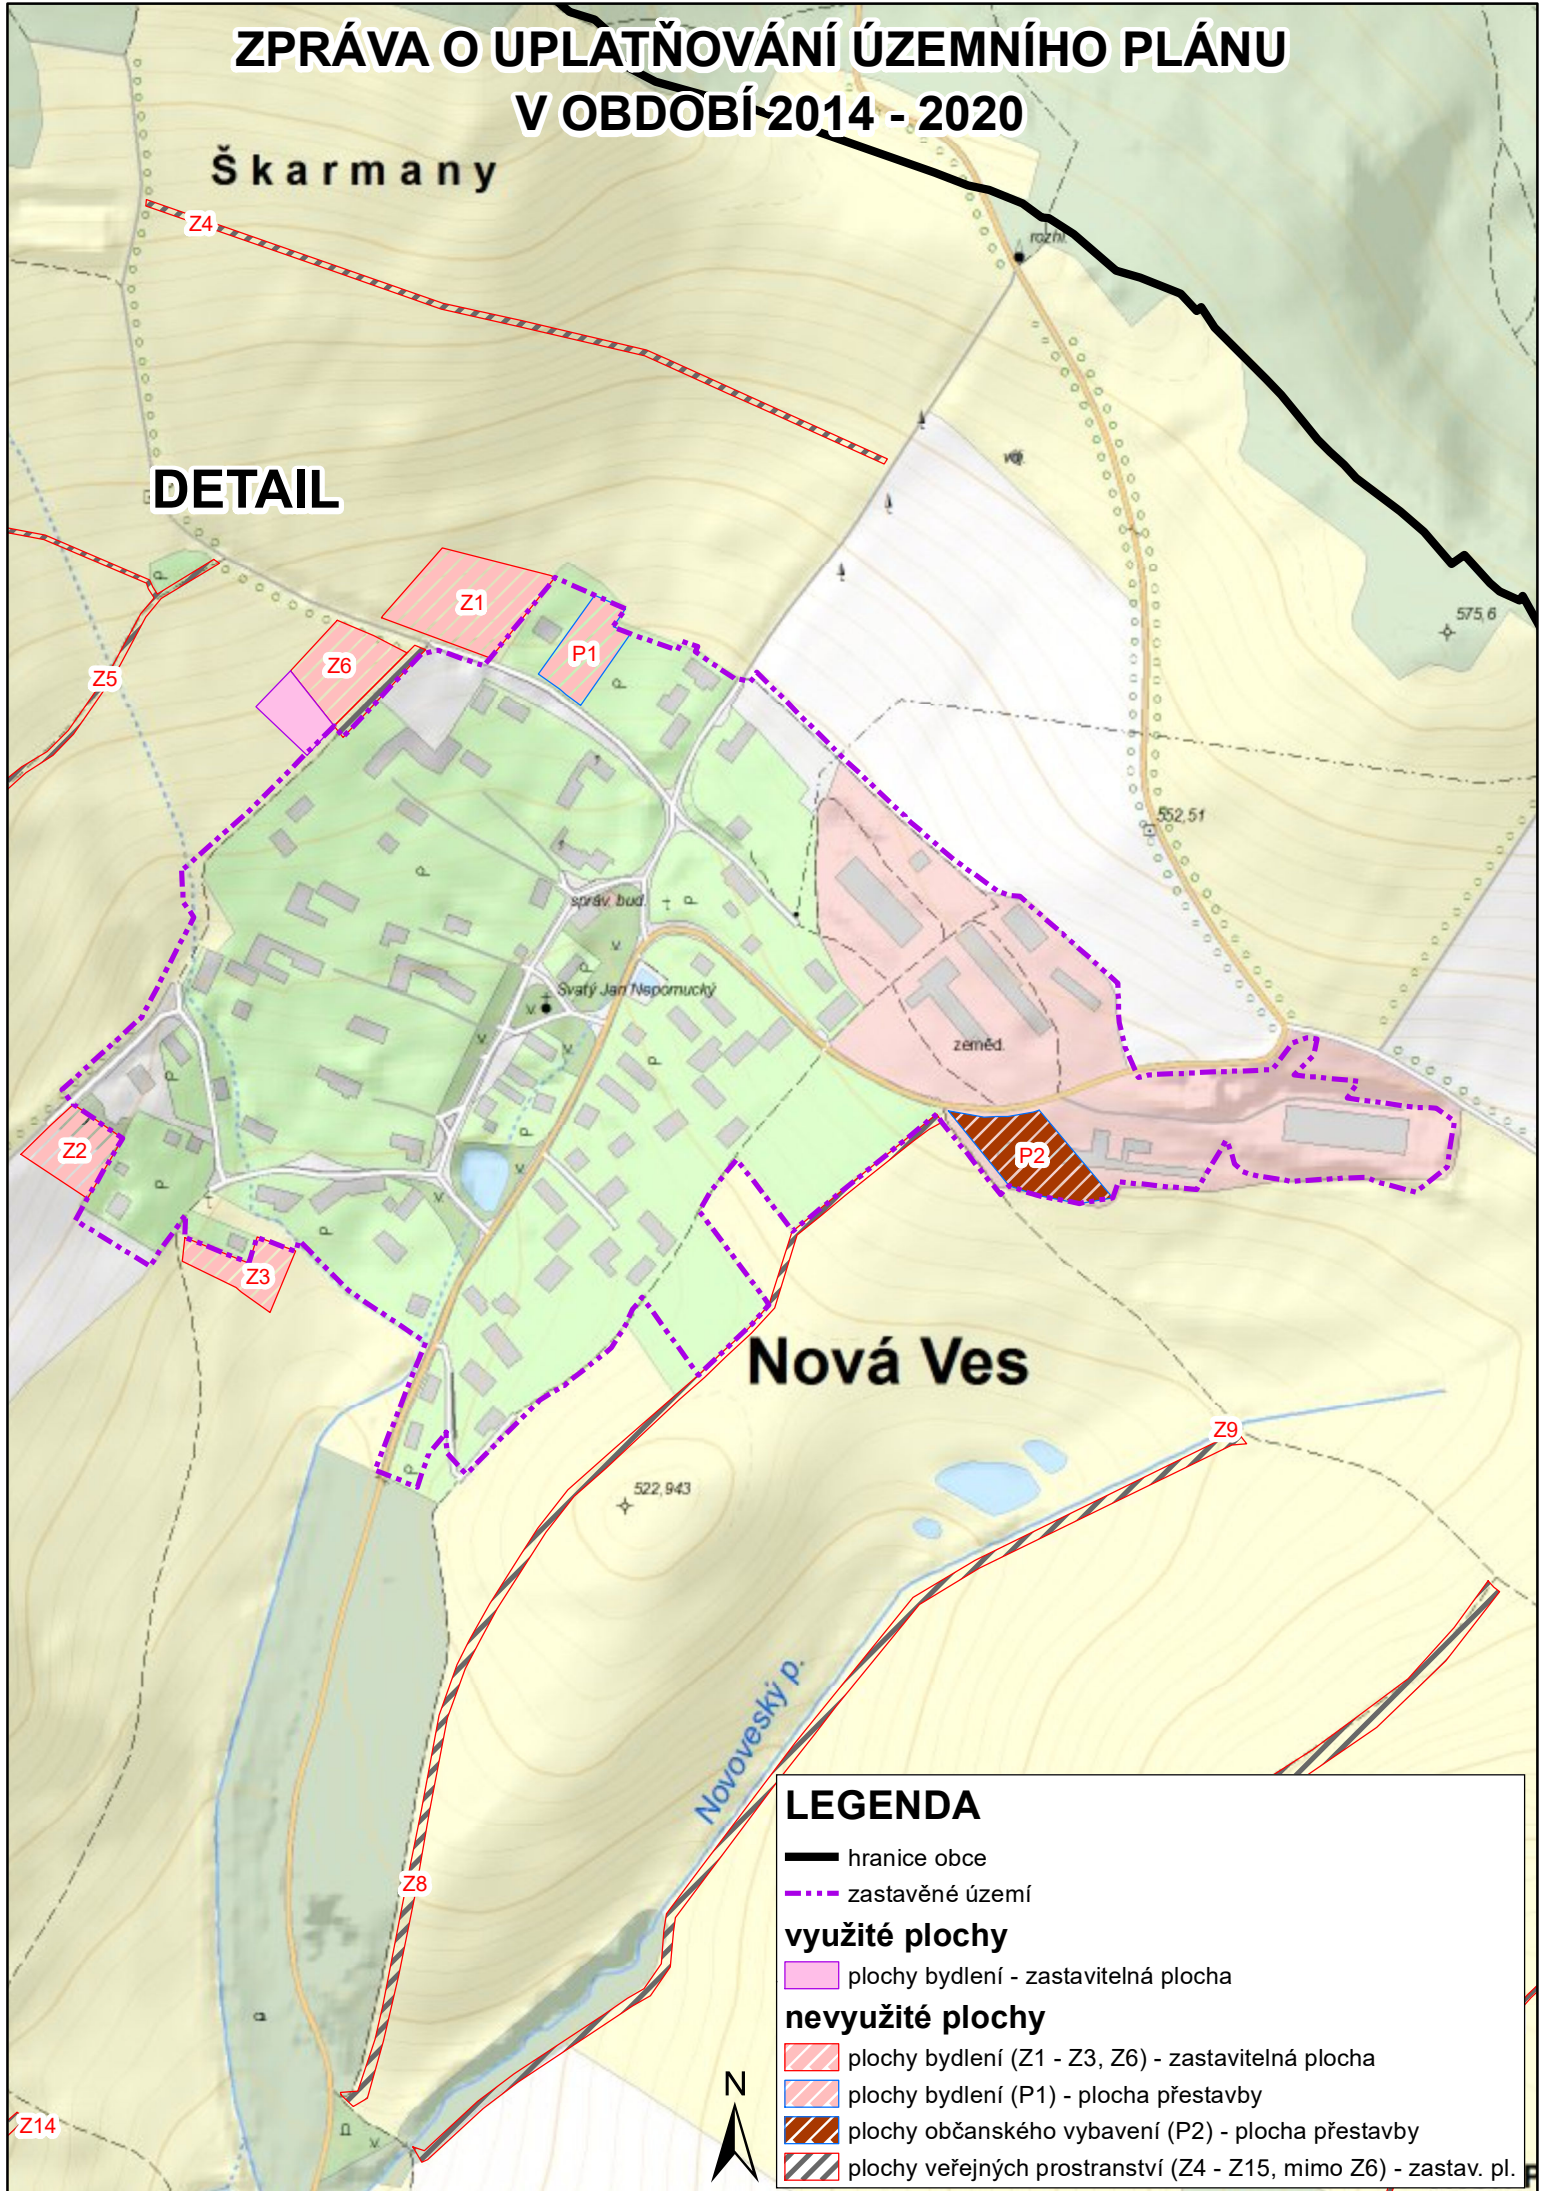 ZPRÁVA O UPLATŇOVÁNÍ ÚZEMNÍHO PLÁNU
V OBDOBÍ 2014 - 2020
Škarmany
Z4
rozhl.
DETAIL
Z1
P1
575,6
Z6
Z5
552,51
správ. bud.
Svatý Jan Nepomucký
zeměd.
Z2
P2
Z3
Nová Ves
Z9
522,943
Novoveský p.
Z8
Z14
N
LEGENDA
hranice obce
zastavěné území
využité plochy
plochy bydlení - zastavitelná plocha
nevyužité plochy
plochy bydlení (Z1 - Z3, Z6) - zastavitelná plocha
plochy bydlení (P1) - plocha přestavby
plochy občanského vybavení (P2) - plocha přestavby
plochy veřejných prostranství (Z4 - Z15, mimo Z6) - zastav. pl.